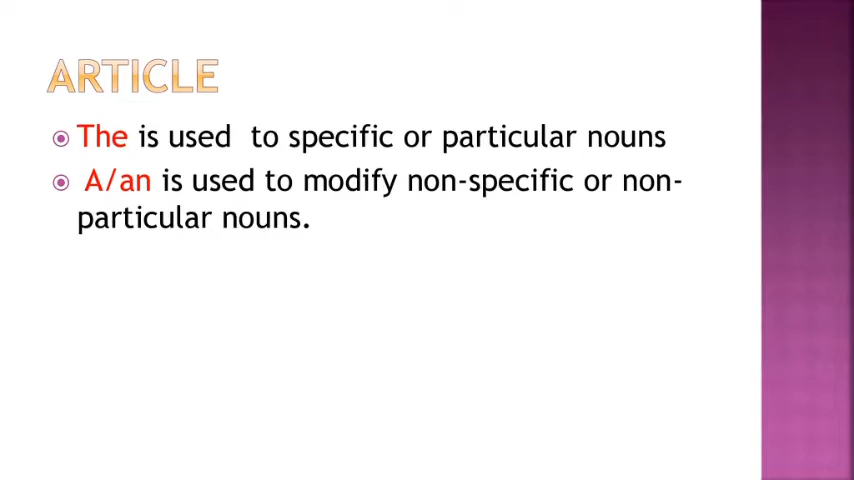 ARTICLE
The is used  to specific or particular nouns
A/an is used to modify non-specific or non-
particular nouns.